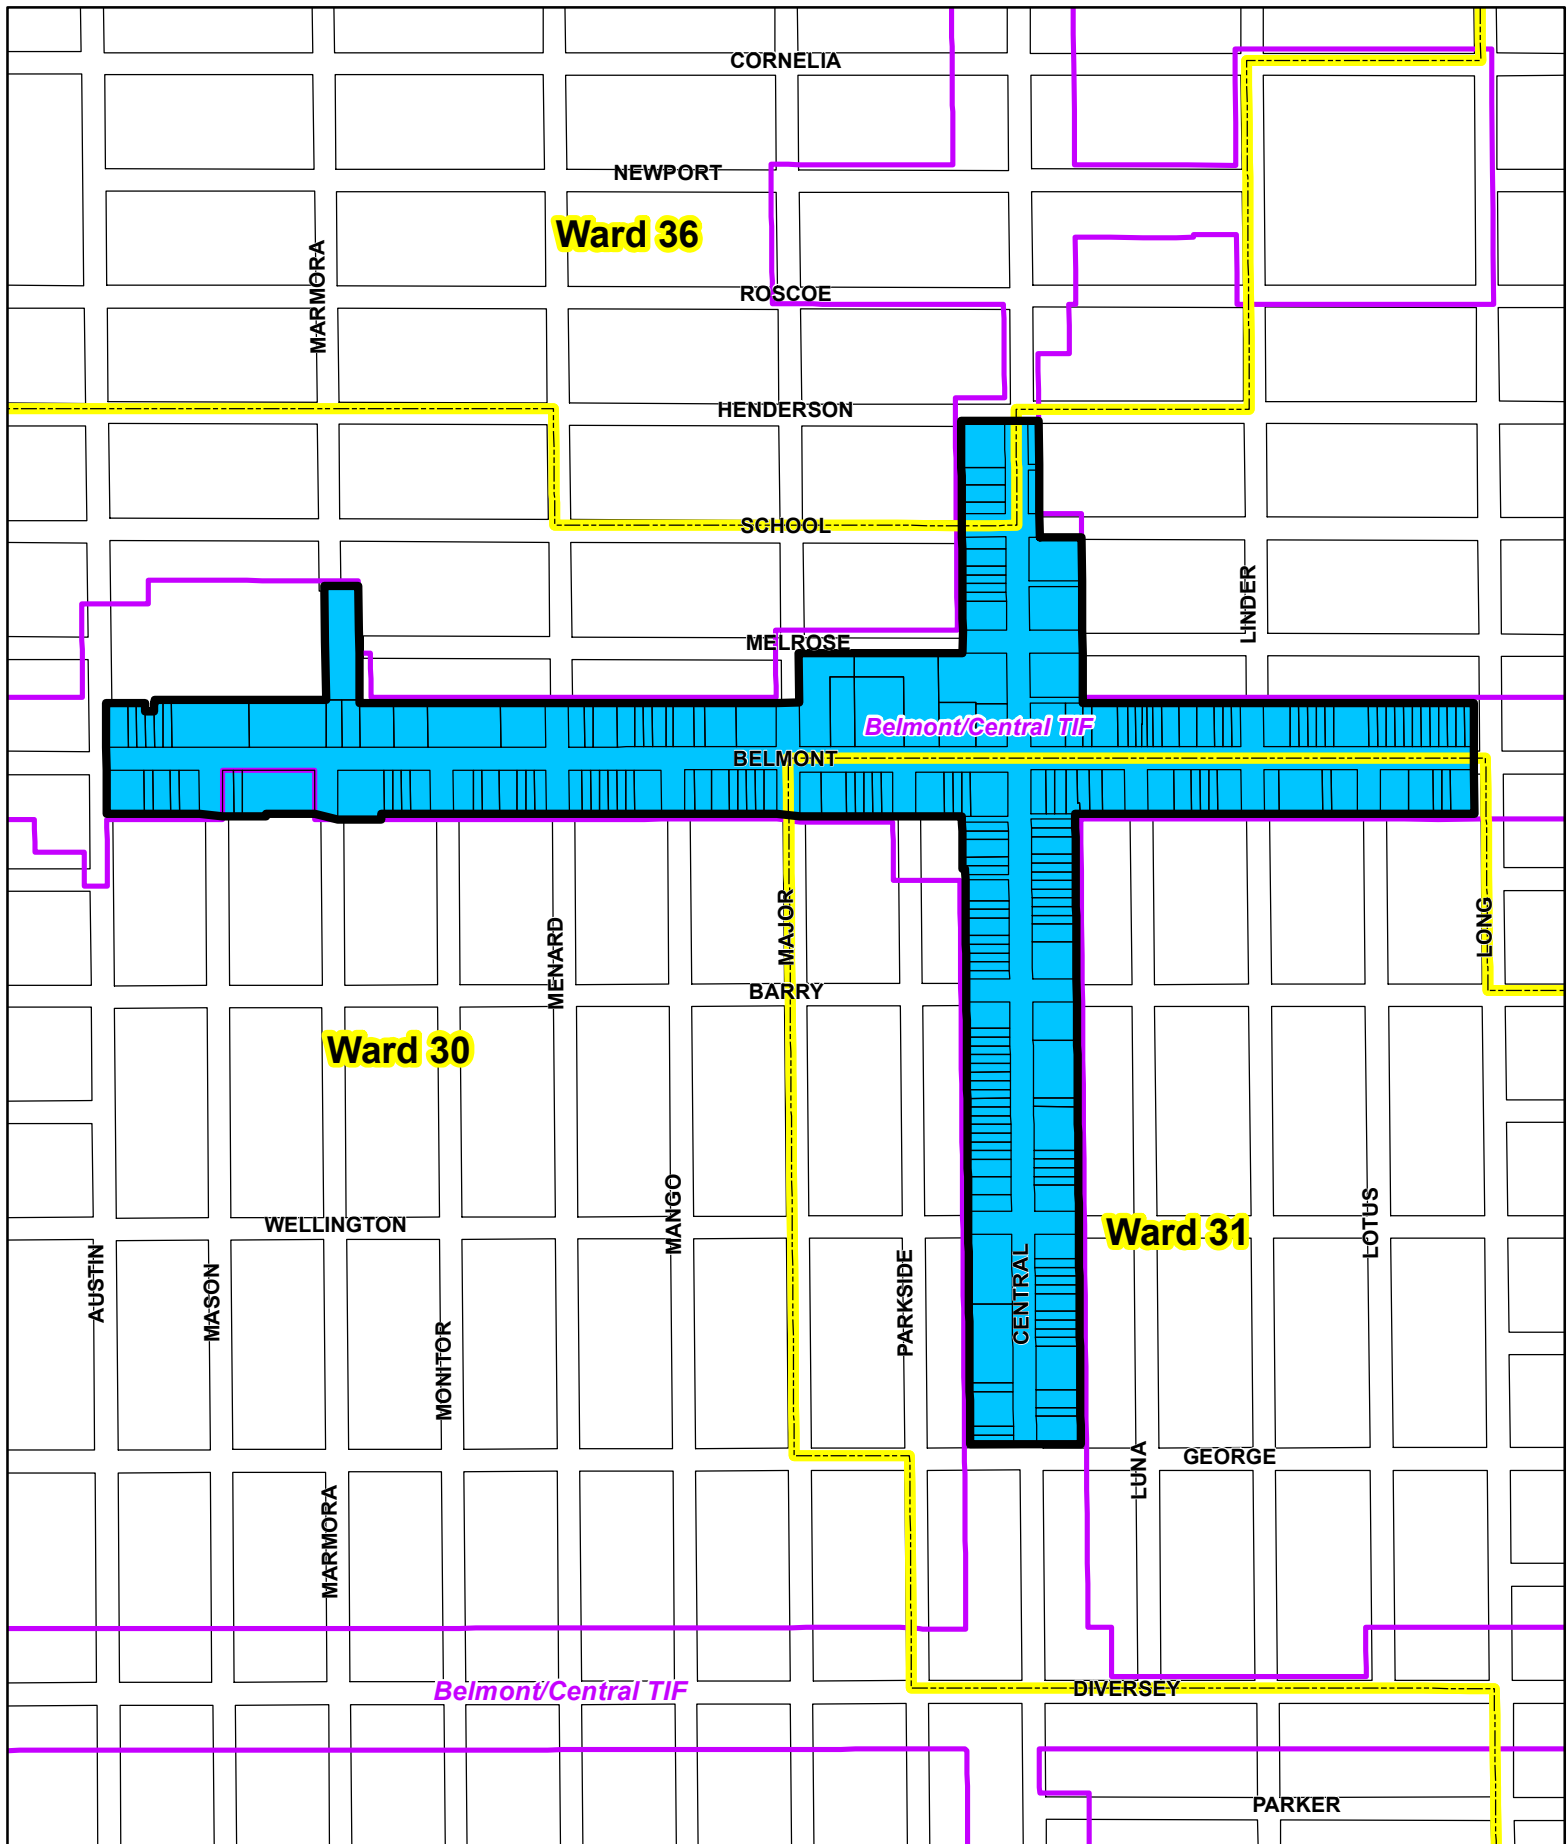 CORNELIA
NEWPORT
Ward 36
MARMORA
ROSCOE
HENDERSON
SCHOOL
LINDER
MELROSE
Belmont/Central TIF
BELMONT
MENARD
MAJOR
LONG
BARRY
Ward 30
MANGO
LOTUS
WELLINGTON
Ward 31
AUSTIN
MASON
PARKSIDE
CENTRAL
MONITOR
LUNA
GEORGE
MARMORA
Belmont/Central TIF
DIVERSEY
PARKER